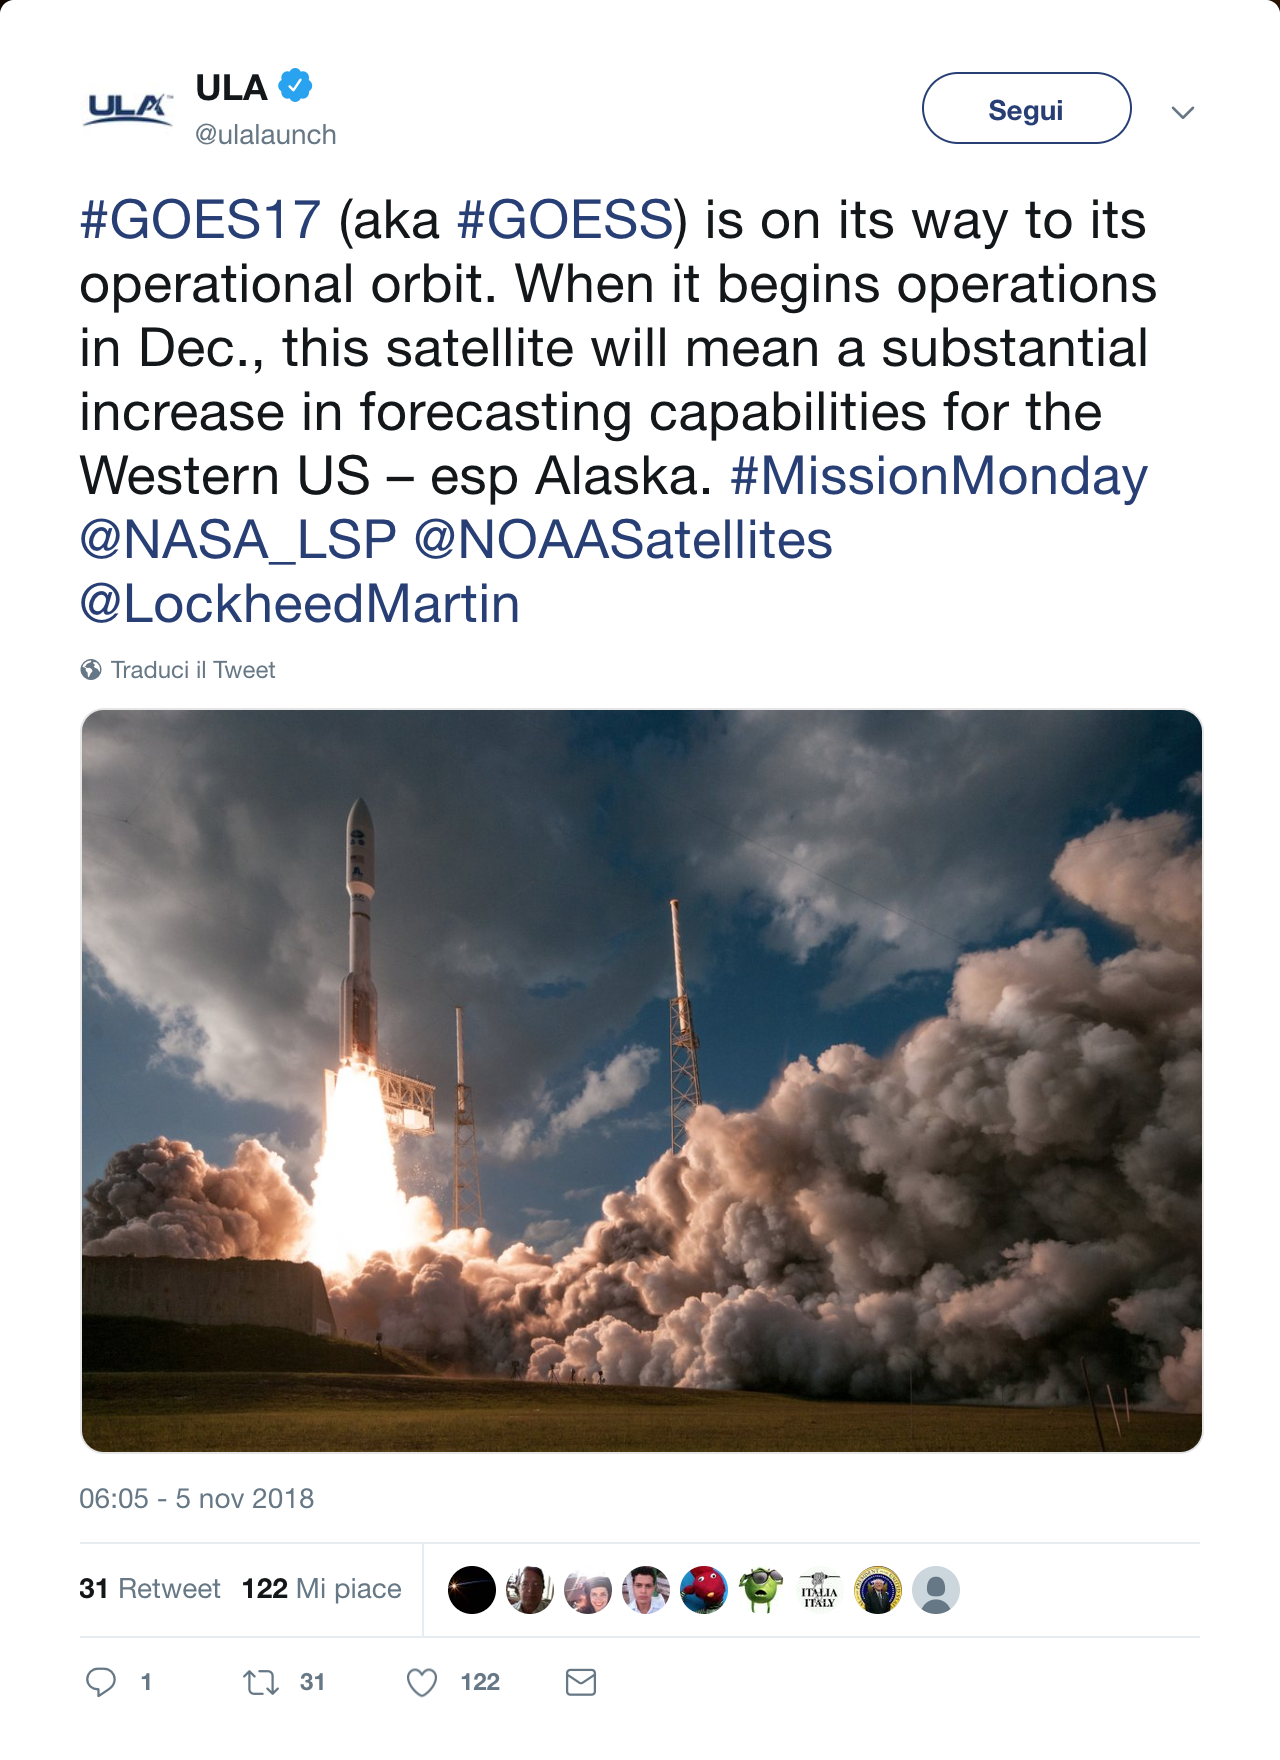 ULA
ULA
@ulalaunch
Segui
#GOES17 (aka #GOESS) is on its way to its
operational orbit. When it begins operations
in Dec., this satellite will mean a substantial
increase in forecasting capabilities for the
Western US – esp Alaska. #MissionMonday
@NASA_LSP @NOAASatellites
@LockheedMartin
Traduci il Tweet
06:05 - 5 nov 2018
31 Retweet 122 Mi piace
ITALIA
ITALY
1 31 122